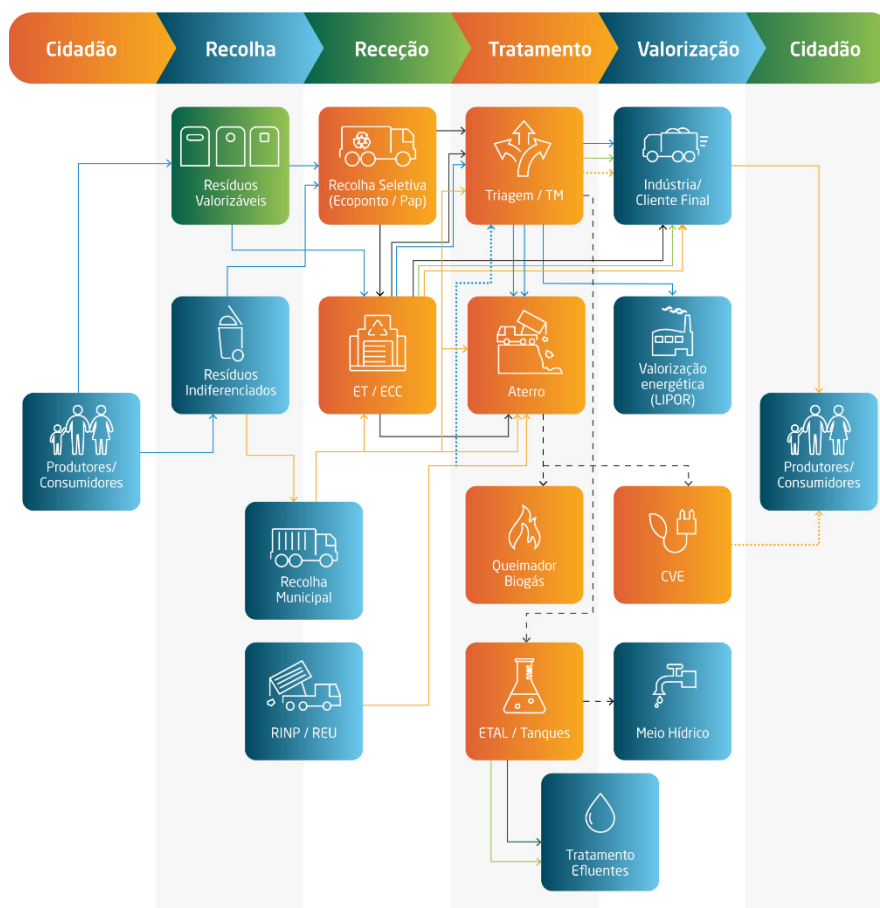 Cidadão
Recolha
Receção
Tratamento
Valorização
Cidadão
Resíduos
Valorizáveis
Recolha Seletiva
(Ecoponto / Pap)
Triagem / TM
Indústria/
Cliente Final
Resíduos
Indiferenciados
ET / ECC
Aterro
Valorização
energética
(LIPOR)
Produtores/
Consumidores
Produtores/
Consumidores
Recolha
Municipal
Queimador
Biogás
CVE
RINP / REU
ETAL / Tanques
Meio Hídrico
Tratamento
Efluentes